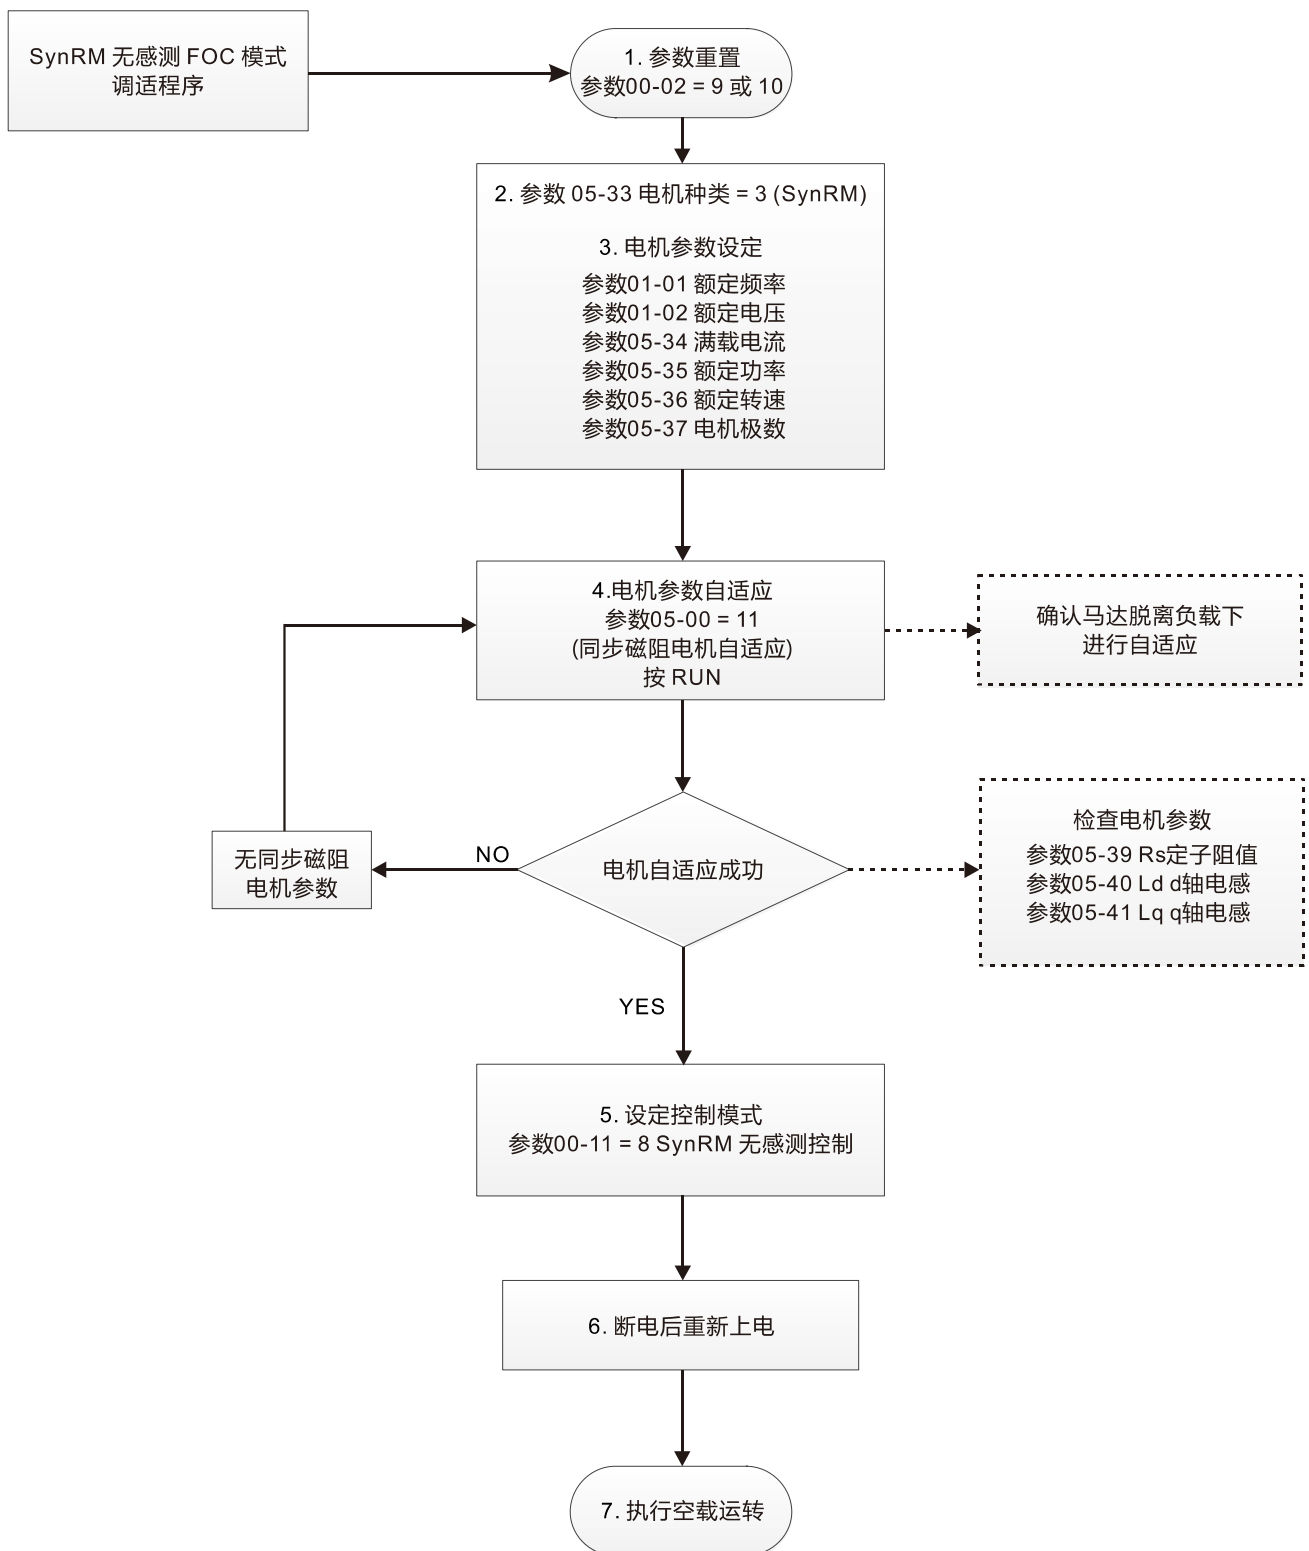 SynRM 无感测 FOC 模式
调适程序
1. 参数重置
参数00-02 = 9 或 10
2. 参数 05-33 电机种类 = 3 (SynRM)
3. 电机参数设定
参数01-01 额定频率
参数01-02 额定电压
参数05-34 满载电流
参数05-35 额定功率
参数05-36 额定转速
参数05-37 电机极数
4.电机参数自适应
参数05-00 = 11
(同步磁阻电机自适应)
按 RUN
确认马达脱离负载下
进行自适应
电机自适应成功
NO
无同步磁阻
电机参数
检查电机参数
参数05-39 Rs定子阻值
参数05-40 Ld d轴电感
参数05-41 Lq q轴电感
YES
5. 设定控制模式
参数00-11 = 8 SynRM 无感测控制
6. 断电后重新上电
7. 执行空载运转